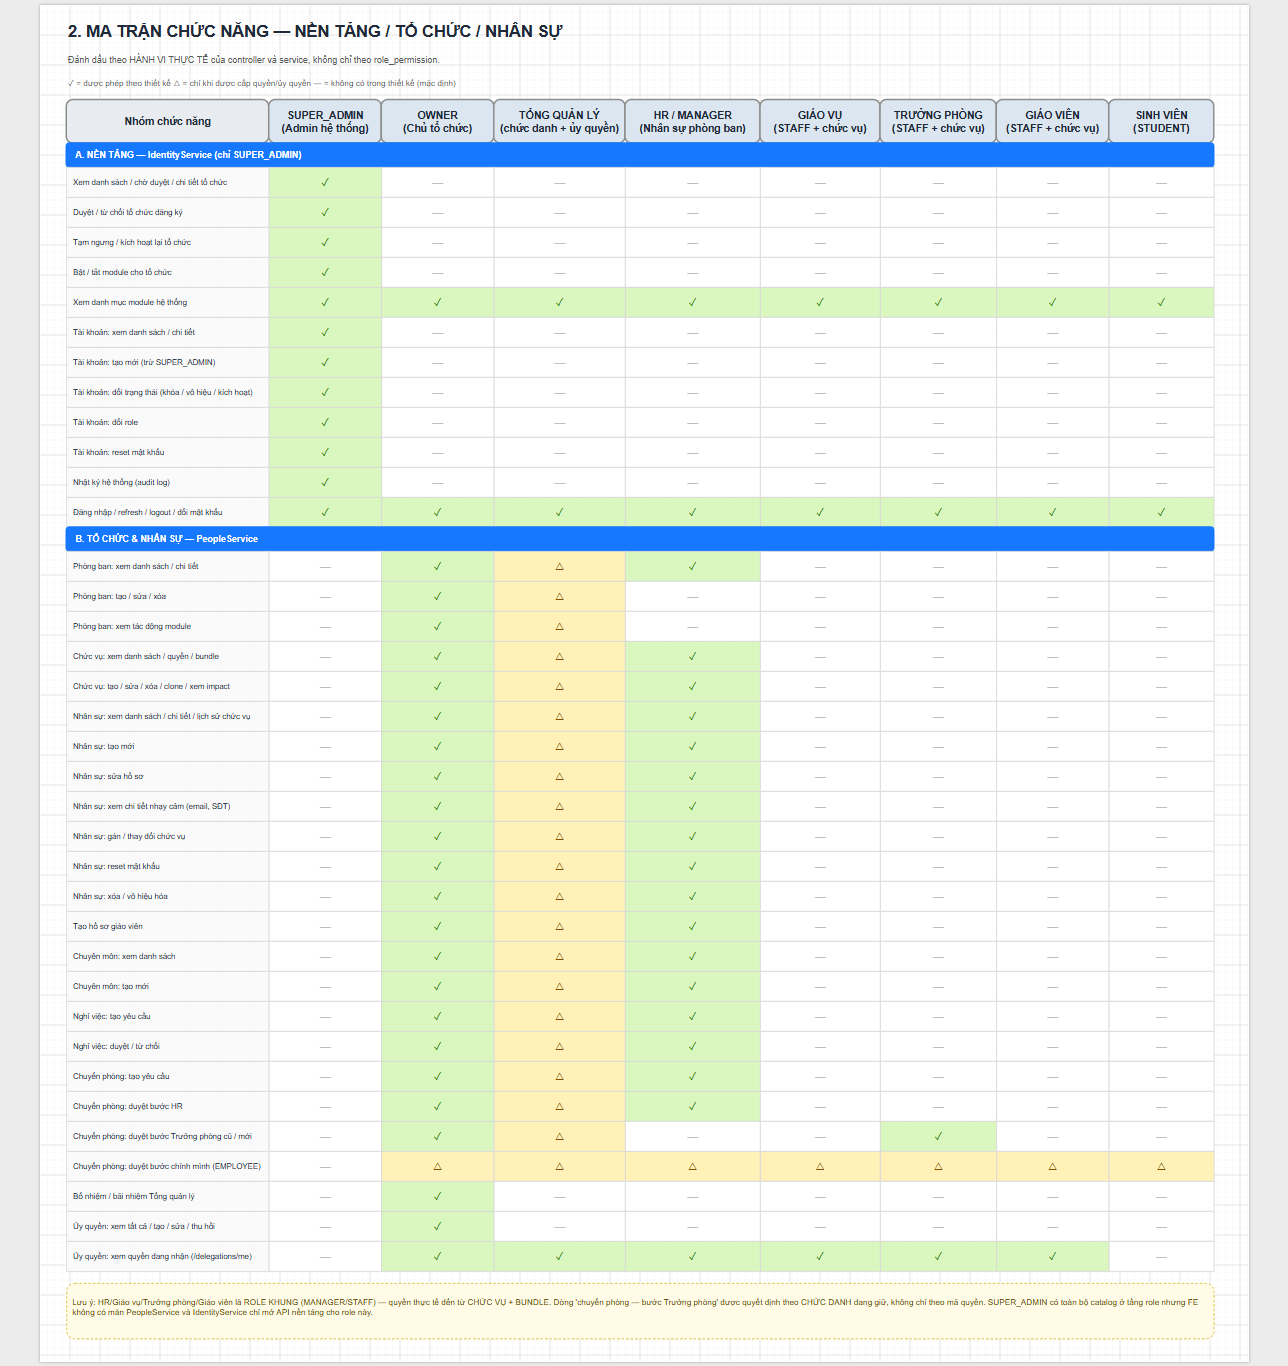 2. MA TRẬN CHỨC NĂNG — NỀN TẢNG / TỔ CHỨC / NHÂN SỰ
Đánh dấu theo HÀNH VI THỰC TẾ của controller và service, không chỉ theo role_permission.
✓ = được phép theo thiết kế △ = chỉ khi được cấp quyền/ủy quyền — = không có trong thiết kế (mặc định)
Nhóm chức năng SUPER_ADMIN (Admin hệ thống) OWNER (Chủ tổ chức) TỔNG QUẢN LÝ (chức danh + ủy quyền) HR / MANAGER (Nhân sự phòng ban) GIÁO VỤ (STAFF + chức vụ) TRƯỞNG PHÒNG (STAFF + chức vụ) GIÁO VIÊN (STAFF + chức vụ) SINH VIÊN (STUDENT)
A. NỀN TẢNG — IdentityService (chỉ SUPER_ADMIN)
Xem danh sách / chờ duyệt / chi tiết tổ chức ✓ — — — — — — —
Duyệt / từ chối tổ chức đăng ký ✓ — — — — — — —
Tạm ngưng / kích hoạt lại tổ chức ✓ — — — — — — —
Bật / tắt module cho tổ chức ✓ — — — — — — —
Xem danh mục module hệ thống ✓ ✓ ✓ ✓ ✓ ✓ ✓ ✓
Tài khoản: xem danh sách / chi tiết ✓ — — — — — — —
Tài khoản: tạo mới (trừ SUPER_ADMIN) ✓ — — — — — — —
Tài khoản: đổi trạng thái (khóa / vô hiệu / kích hoạt) ✓ — — — — — — —
Tài khoản: đổi role ✓ — — — — — — —
Tài khoản: reset mật khẩu ✓ — — — — — — —
Nhật ký hệ thống (audit log) ✓ — — — — — — —
Đăng nhập / refresh / logout / đổi mật khẩu ✓ ✓ ✓ ✓ ✓ ✓ ✓ ✓
B. TỔ CHỨC & NHÂN SỰ — PeopleService
Phòng ban: xem danh sách / chi tiết — ✓ △ ✓ — — — —
Phòng ban: tạo / sửa / xóa — ✓ △ — — — — —
Phòng ban: xem tác động module — ✓ △ — — — — —
Chức vụ: xem danh sách / quyền / bundle — ✓ △ ✓ — — — —
Chức vụ: tạo / sửa / xóa / clone / xem impact — ✓ △ ✓ — — — —
Nhân sự: xem danh sách / chi tiết / lịch sử chức vụ — ✓ △ ✓ — — — —
Nhân sự: tạo mới — ✓ △ ✓ — — — —
Nhân sự: sửa hồ sơ — ✓ △ ✓ — — — —
Nhân sự: xem chi tiết nhạy cảm (email, SĐT) — ✓ △ ✓ — — — —
Nhân sự: gán / thay đổi chức vụ — ✓ △ ✓ — — — —
Nhân sự: reset mật khẩu — ✓ △ ✓ — — — —
Nhân sự: xóa / vô hiệu hóa — ✓ △ ✓ — — — —
Tạo hồ sơ giáo viên — ✓ △ ✓ — — — —
Chuyên môn: xem danh sách — ✓ △ ✓ — — — —
Chuyên môn: tạo mới — ✓ △ ✓ — — — —
Nghỉ việc: tạo yêu cầu — ✓ △ ✓ — — — —
Nghỉ việc: duyệt / từ chối — ✓ △ ✓ — — — —
Chuyển phòng: tạo yêu cầu — ✓ △ ✓ — — — —
Chuyển phòng: duyệt bước HR — ✓ △ ✓ — — — —
Chuyển phòng: duyệt bước Trưởng phòng cũ / mới — ✓ △ — — ✓ — —
Chuyển phòng: duyệt bước chính mình (EMPLOYEE) — △ △ △ △ △ △ △
Bổ nhiệm / bãi nhiệm Tổng quản lý — ✓ — — — — — —
Ủy quyền: xem tất cả / tạo / sửa / thu hồi — ✓ — — — — — —
Ủy quyền: xem quyền đang nhận (/delegations/me) — ✓ ✓ ✓ ✓ ✓ ✓ —
Lưu ý: HR/Giáo vụ/Trưởng phòng/Giáo viên là ROLE KHUNG (MANAGER/STAFF) — quyền thực tế đến từ CHỨC VỤ + BUNDLE. Dòng 'chuyển phòng — bước Trưởng phòng' được quyết định theo CHỨC DANH đang giữ, không chỉ theo mã quyền. SUPER_ADMIN có toàn bộ catalog ở tầng role nhưng FE
không có màn PeopleService và IdentityService chỉ mở API nền tảng cho role này.